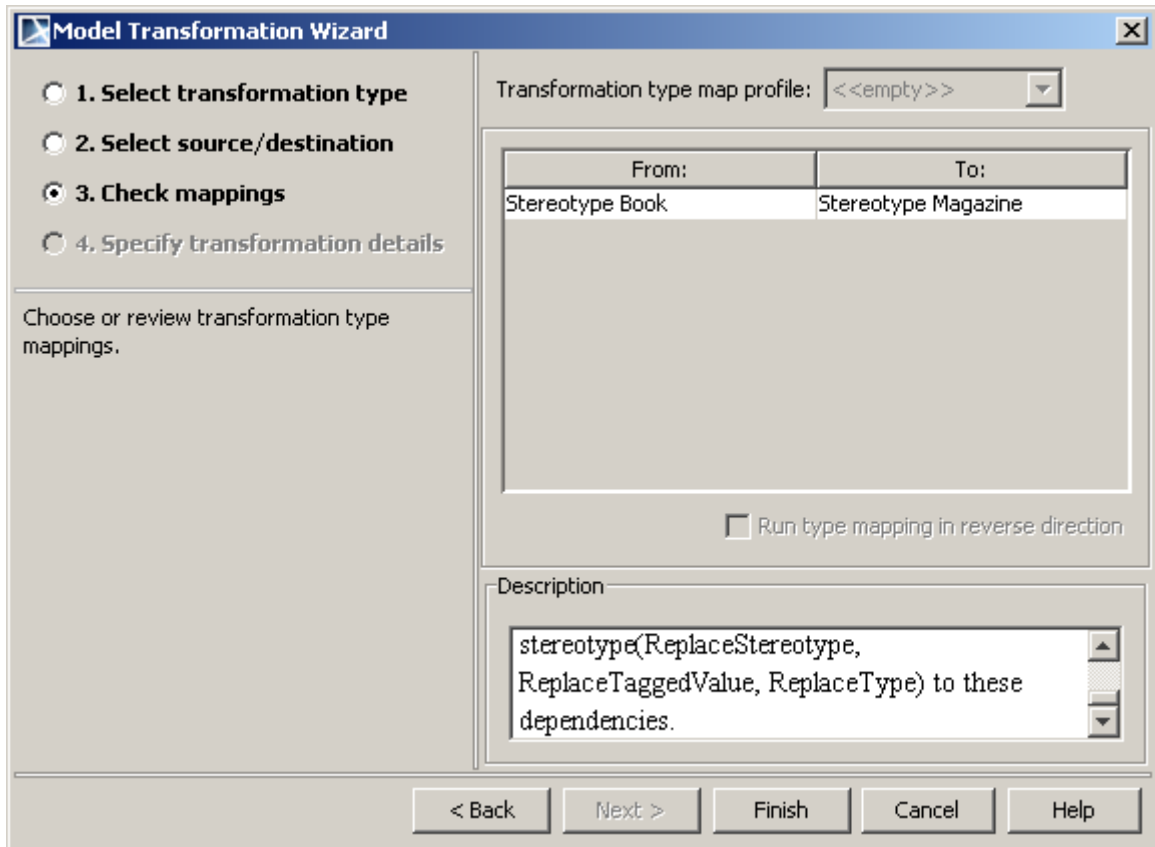 Model Transformation Wizard
1. Select transformation type
2. Select source/destination
3. Check mappings
4. Specify transformation details
Choose or review transformation type
mappings.
Transformation type map profile: <<empty>>
From: To:
Stereotype Book Stereotype Magazine
Run type mapping in reverse direction
Description
stereotype(ReplaceStereotype,
ReplaceTaggedValue, ReplaceType) to these
dependencies.
< Back Next > Finish Cancel Help